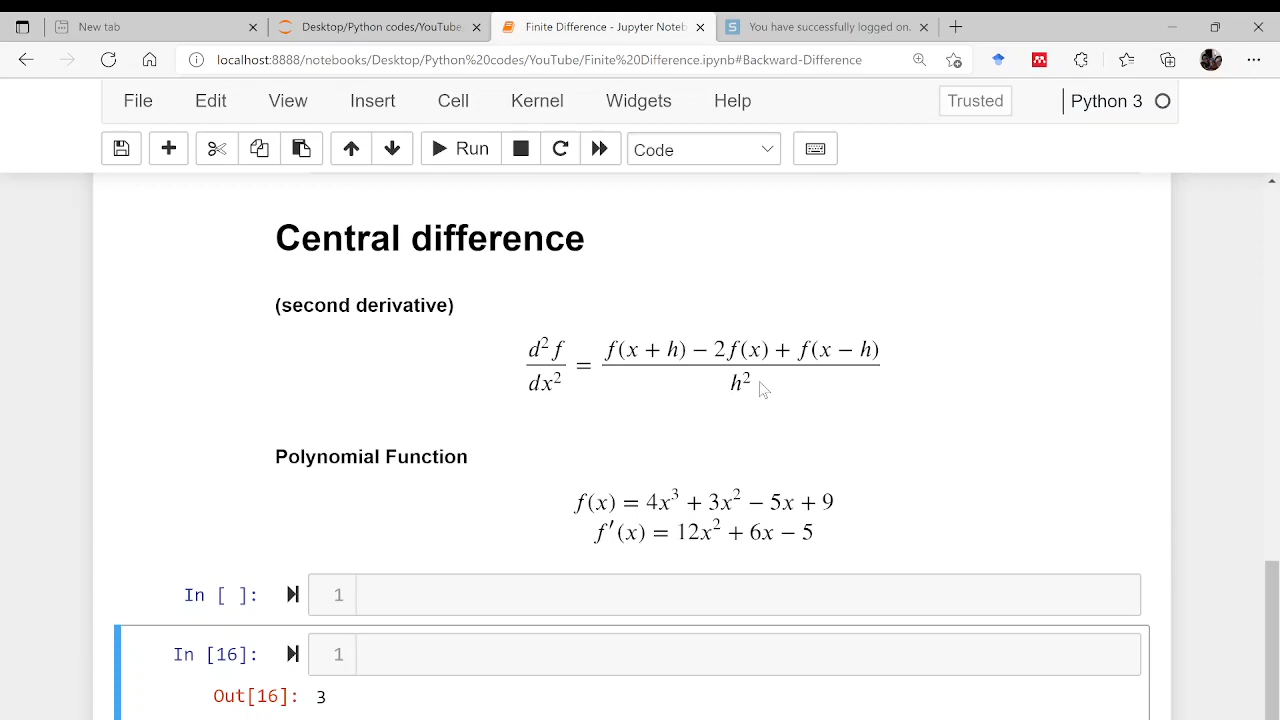 New tab
Desktop/Python codes/YouTube.
Finite Difference - Jupyter Noteb
You have successfully logged on.
localhost:8888/notebooks/Desktop/Python%20codes/YouTube/Finite%20Difference.ipynb#Backward-Difference
File Edit View Insert Cell Kernel Widgets Help Trusted Python 3
Run Code
Central difference
(second derivative)
d²f/dx² = (f(x + h) − 2f(x) + f(x − h))/h²
Polynomial Function
f(x) = 4x³ + 3x² − 5x + 9
f′(x) = 12x² + 6x − 5
In [ ]: 1
In [16]: 1
Out[16]: 3